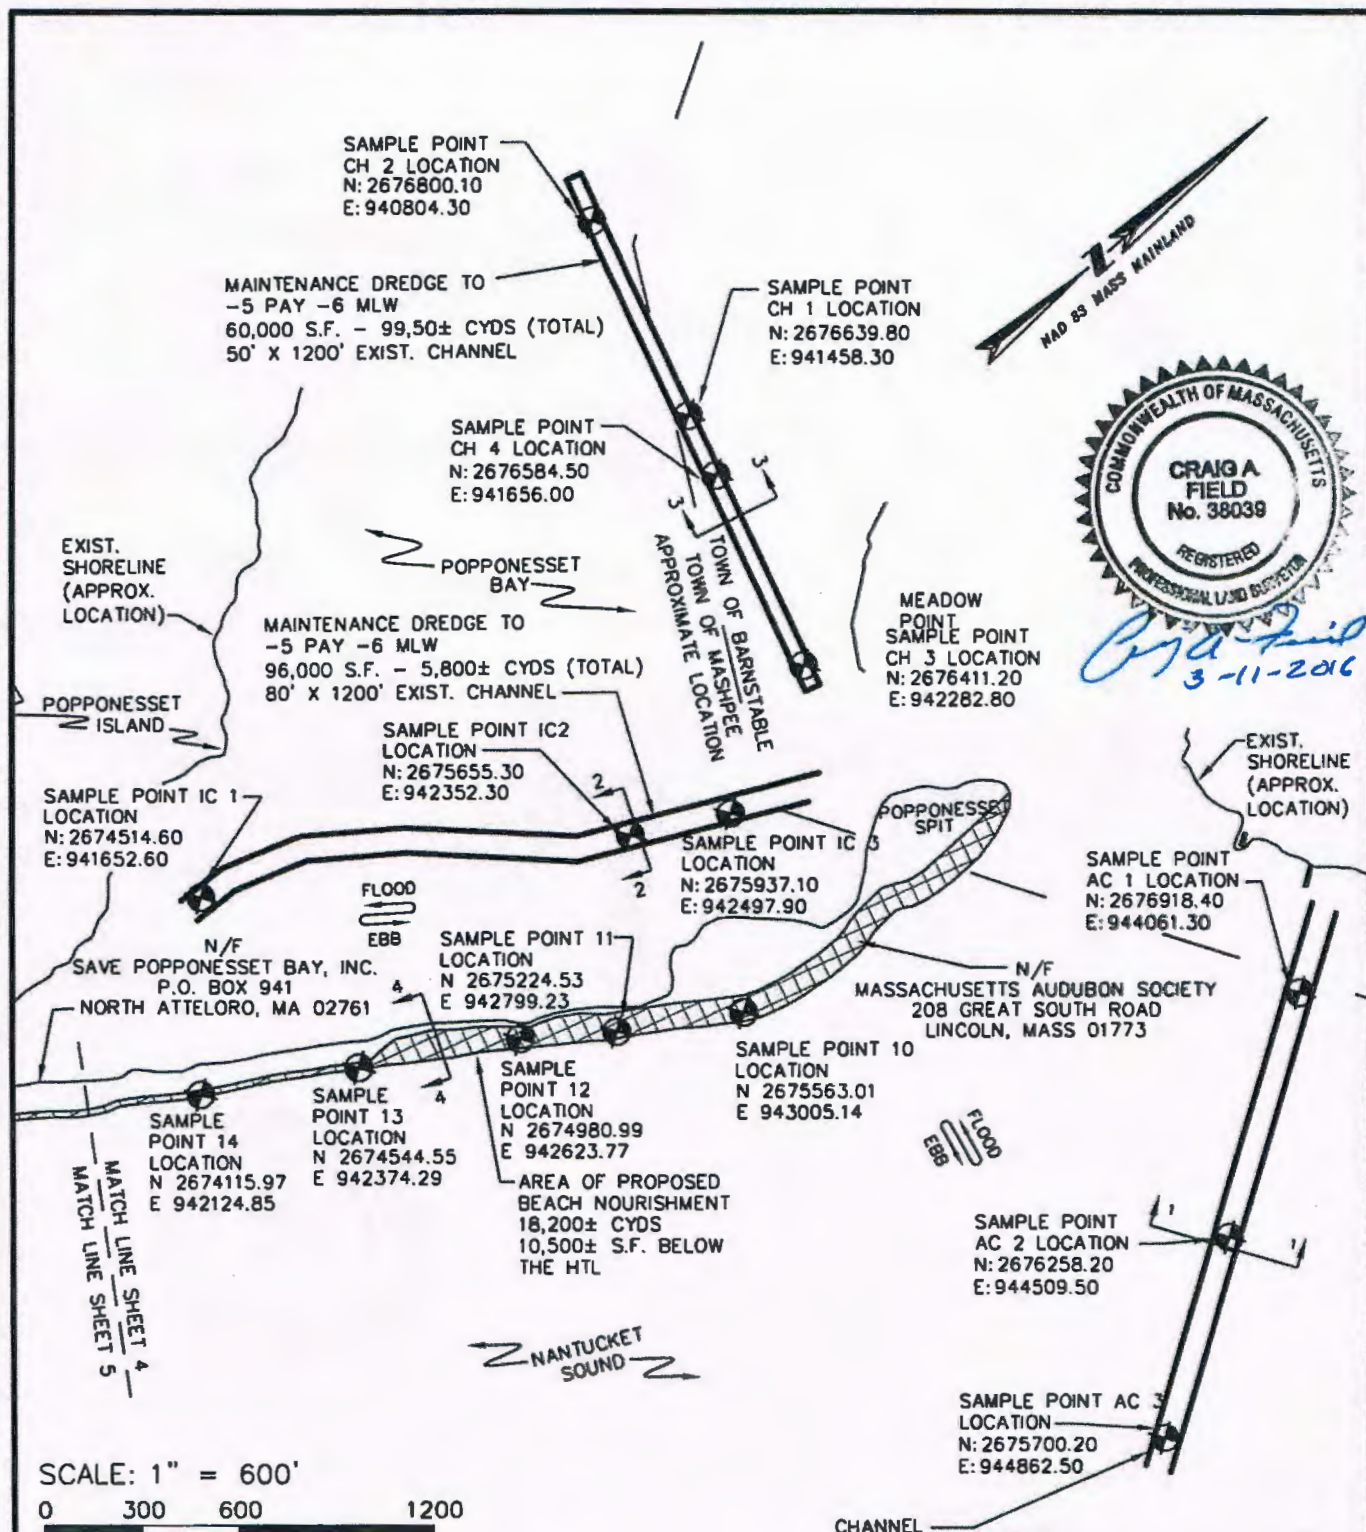 SAMPLE POINT
CH 2 LOCATION
N: 2676800.10
E: 940804.30
MAINTENANCE DREDGE TO
-5 PAY -6 MLW
60,000 S.F. - 99,50± CYDS (TOTAL)
50' X 1200' EXIST. CHANNEL
SAMPLE POINT
CH 1 LOCATION
N: 2676639.80
E: 941458.30
Z
NAD 83 MASS MAINLAND
COMMONWEALTH OF MASSACHUSETTS
CRAIG A.
FIELD
No. 38039
REGISTERED
PROFESSIONAL LAND SURVEYOR
Craig A Field
3-11-2016
SAMPLE POINT
CH 4 LOCATION
N: 2676584.50
E: 941656.00
3
3
EXIST.
SHORELINE
(APPROX.
LOCATION)
POPPONESSET
BAY
TOWN OF BARNSTABLE
TOWN OF MASHPEE
APPROXIMATE LOCATION
MEADOW
POINT
SAMPLE POINT
CH 3 LOCATION
N: 2676411.20
E: 942282.80
MAINTENANCE DREDGE TO
-5 PAY -6 MLW
96,000 S.F. - 5,800± CYDS (TOTAL)
80' X 1200' EXIST. CHANNEL
POPPONESSET
ISLAND
SAMPLE POINT IC2
LOCATION
N: 2675655.30
E: 942352.30
2
2
EXIST.
SHORELINE
(APPROX.
LOCATION)
SAMPLE POINT IC 1
LOCATION
N: 2674514.60
E: 941652.60
POPPONESSET
SPIT
SAMPLE POINT IC 3
LOCATION
N: 2675937.10
E: 942497.90
SAMPLE POINT
AC 1 LOCATION
N: 2676918.40
E: 944061.30
FLOOD
EBB
N/F
SAVE POPPONESSET BAY, INC.
P.O. BOX 941
NORTH ATTELORO, MA 02761
SAMPLE POINT 11
LOCATION
N 2675224.53
E 942799.23
4
4
N/F
MASSACHUSETTS AUDUBON SOCIETY
208 GREAT SOUTH ROAD
LINCOLN, MASS 01773
SAMPLE POINT 10
LOCATION
N 2675563.01
E 943005.14
SAMPLE
POINT 12
LOCATION
N 2674980.99
E 942623.77
SAMPLE
POINT 13
LOCATION
N 2674544.55
E 942374.29
SAMPLE
POINT 14
LOCATION
N 2674115.97
E 942124.85
FLOOD
EBB
MATCH LINE SHEET 4
MATCH LINE SHEET 5
AREA OF PROPOSED
BEACH NOURISHMENT
18,200± CYDS
10,500± S.F. BELOW
THE HTL
1
1
SAMPLE POINT
AC 2 LOCATION
N: 2676258.20
E: 944509.50
NANTUCKET
SOUND
SAMPLE POINT AC 3
LOCATION
N: 2675700.20
E: 944862.50
SCALE: 1" = 600'
0 300 600 1200
CHANNEL